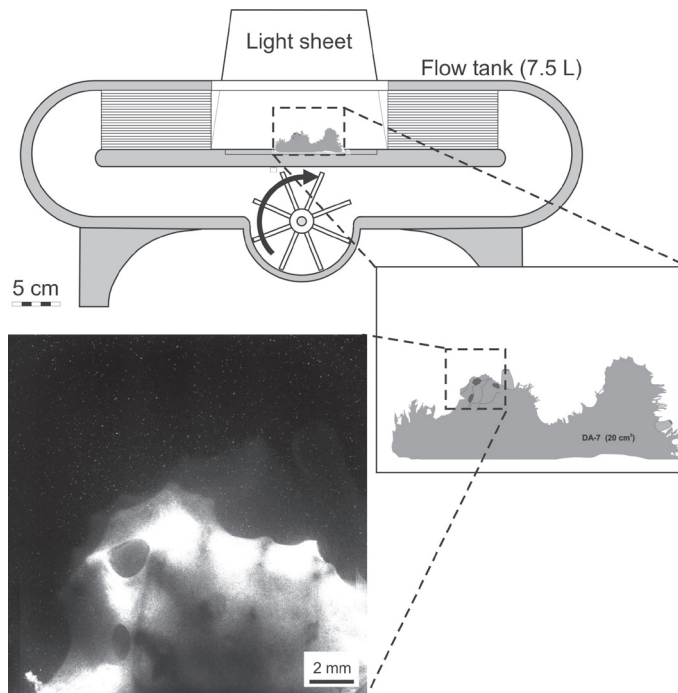 Light sheet
Flow tank (7.5 L)
5 cm
DA-7 (20 cm³)
2 mm